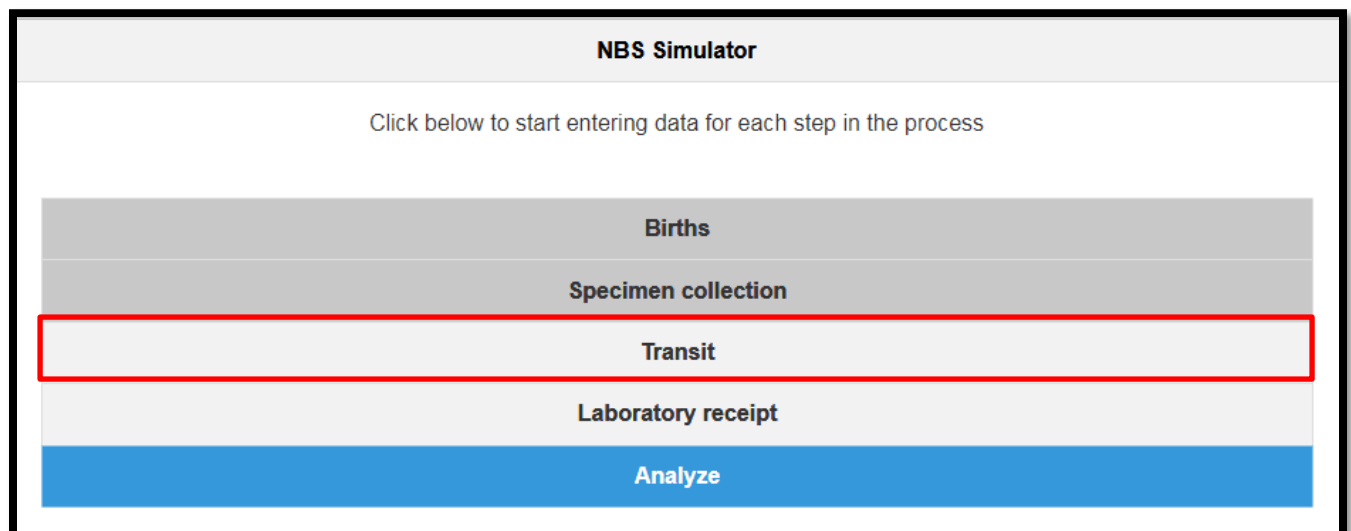 NBS Simulator
Click below to start entering data for each step in the process
Births
Specimen collection
Transit
Laboratory receipt
Analyze